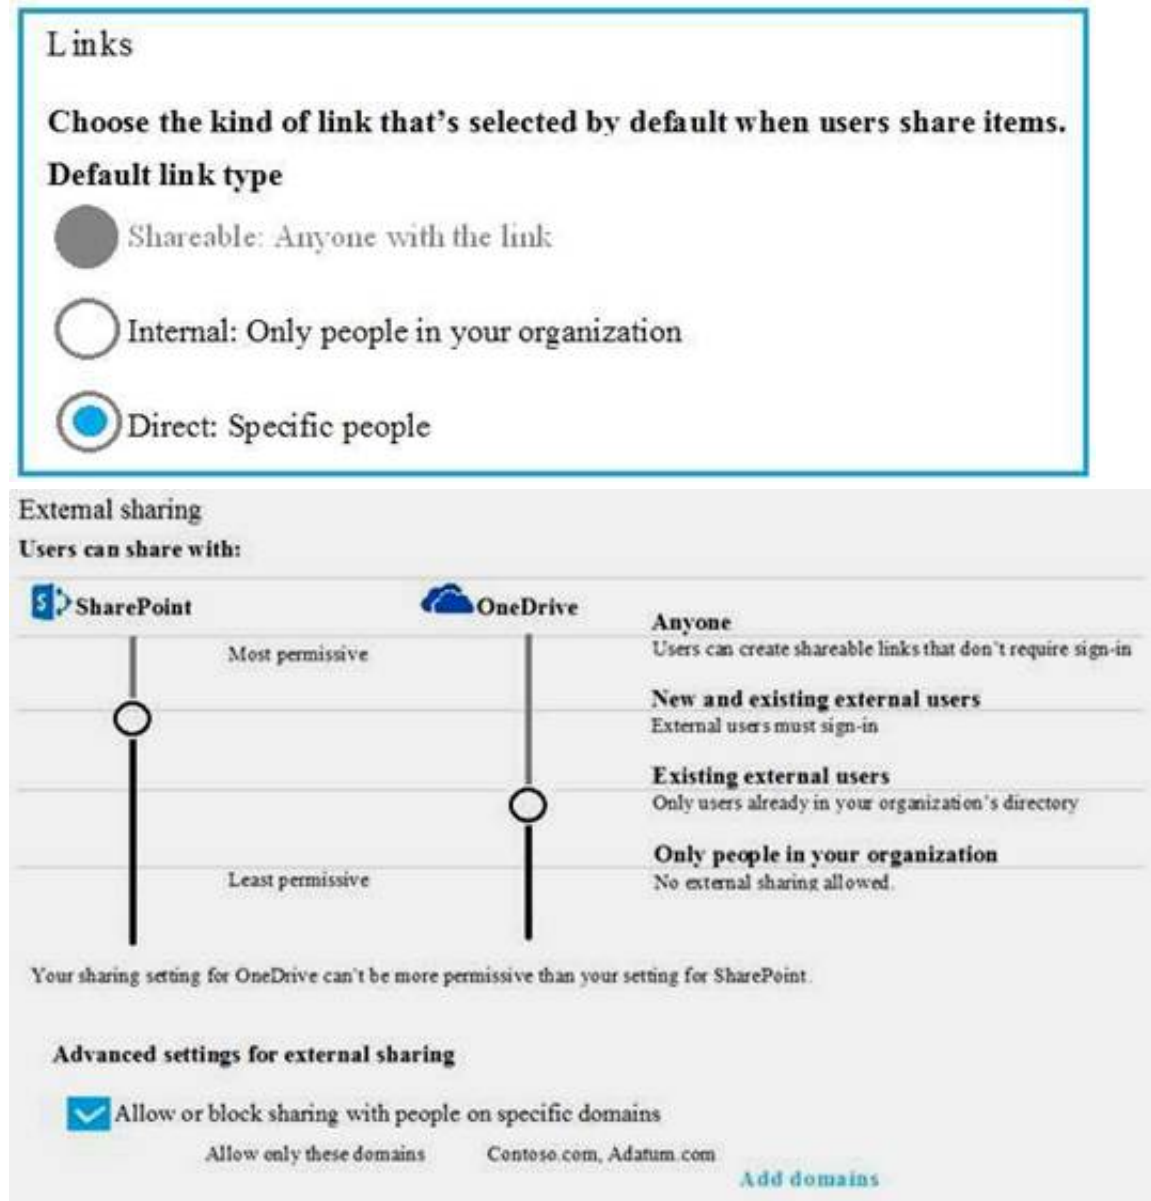 Links
Choose the kind of link that's selected by default when users share items.
Default link type
Shareable: Anyone with the link
Internal: Only people in your organization
Direct: Specific people
External sharing
Users can share with:
SharePoint
OneDrive
Most permissive
Least permissive
Anyone
Users can create shareable links that don't require sign-in
New and existing external users
External users must sign-in
Existing external users
Only users already in your organization's directory
Only people in your organization
No external sharing allowed.
Your sharing setting for OneDrive can't be more permissive than your setting for SharePoint.
Advanced settings for external sharing
Allow or block sharing with people on specific domains
Allow only these domains Contoso.com, Adatum.com
Add domains